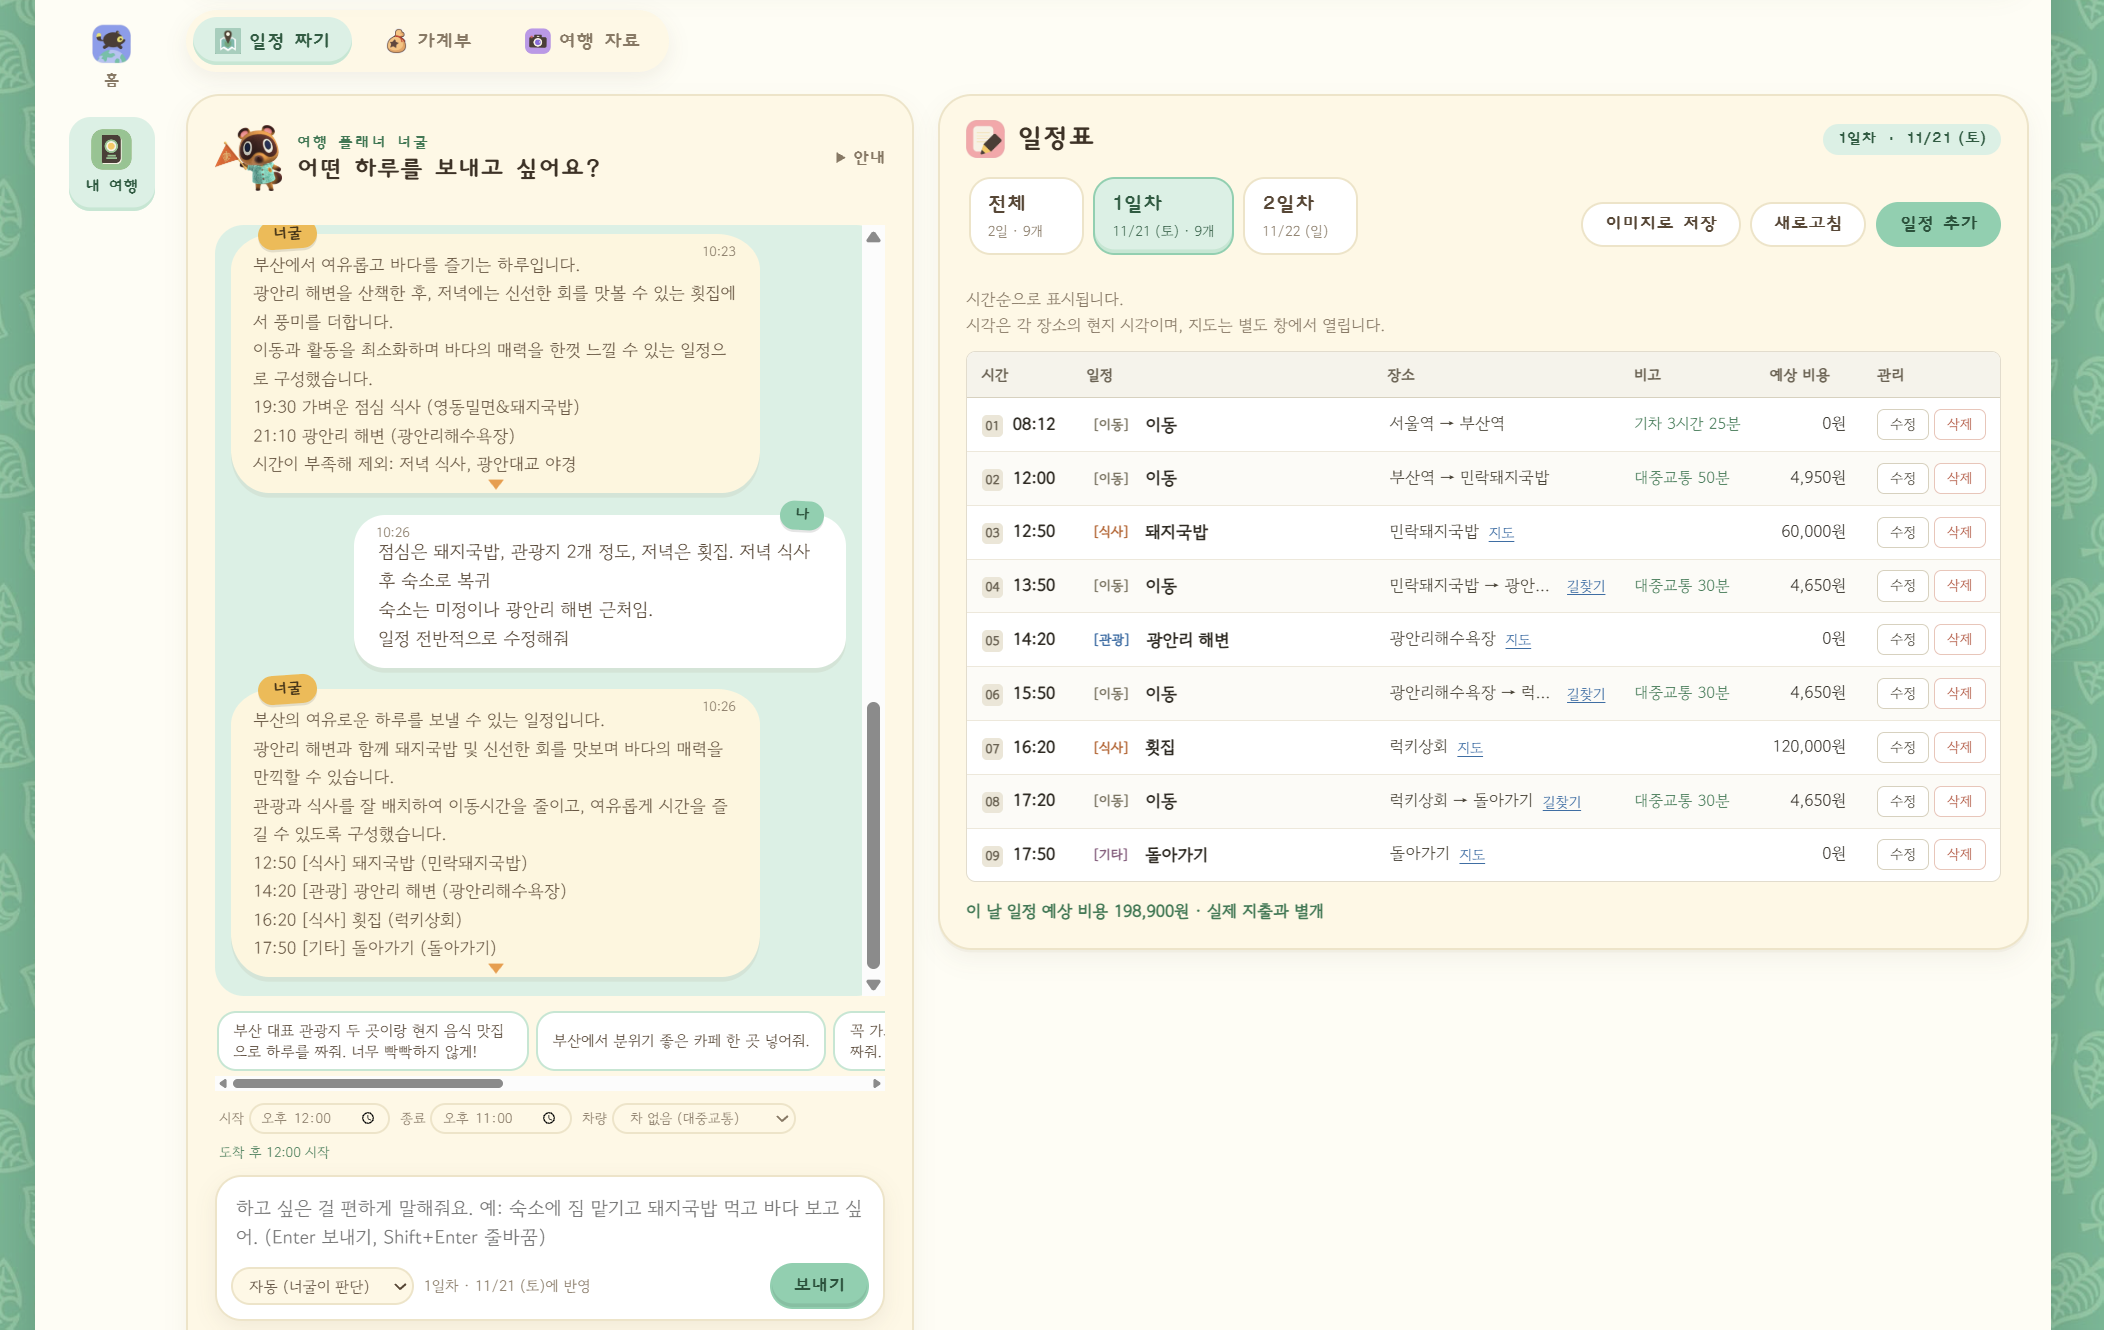 홈
내 여행
일정 짜기
가계부
여행 자료
여행 플래너 너굴
어떤 하루를 보내고 싶어요?
▶ 안내
너굴
10:23
부산에서 여유롭고 바다를 즐기는 하루입니다.
광안리 해변을 산책한 후, 저녁에는 신선한 회를 맛볼 수 있는 횟집에
서 풍미를 더합니다.
이동과 활동을 최소화하며 바다의 매력을 한껏 느낄 수 있는 일정으
로 구성했습니다.
19:30 가벼운 점심 식사 (영동밀면&돼지국밥)
21:10 광안리 해변 (광안리해수욕장)
시간이 부족해 제외: 저녁 식사, 광안대교 야경
나
10:26
점심은 돼지국밥, 관광지 2개 정도, 저녁은 횟집. 저녁 식사
후 숙소로 복귀
숙소는 미정이나 광안리 해변 근처임.
일정 전반적으로 수정해줘
너굴
10:26
부산의 여유로운 하루를 보낼 수 있는 일정입니다.
광안리 해변과 함께 돼지국밥 및 신선한 회를 맛보며 바다의 매력을
만끽할 수 있습니다.
관광과 식사를 잘 배치하여 이동시간을 줄이고, 여유롭게 시간을 즐
길 수 있도록 구성했습니다.
12:50 [식사] 돼지국밥 (민락돼지국밥)
14:20 [관광] 광안리 해변 (광안리해수욕장)
16:20 [식사] 횟집 (럭키상회)
17:50 [기타] 돌아가기 (돌아가기)
부산 대표 관광지 두 곳이랑 현지 음식 맛집
으로 하루를 짜줘. 너무 빡빡하지 않게!
부산에서 분위기 좋은 카페 한 곳 넣어줘.
꼭 가
짜줘.
시작 오후 12:00 종료 오후 11:00 차량 차 없음 (대중교통)
도착 후 12:00 시작
하고 싶은 걸 편하게 말해줘요. 예: 숙소에 짐 맡기고 돼지국밥 먹고 바다 보고 싶
어. (Enter 보내기, Shift+Enter 줄바꿈)
자동 (너굴이 판단) 1일차 · 11/21 (토)에 반영 보내기
일정표
1일차 · 11/21 (토)
전체
2일 · 9개
1일차
11/21 (토) · 9개
2일차
11/22 (일)
이미지로 저장 새로고침 일정 추가
시간순으로 표시됩니다.
시각은 각 장소의 현지 시각이며, 지도는 별도 창에서 열립니다.
시간 일정 장소 비고 예상 비용 관리
01 08:12 [이동] 이동 서울역 → 부산역 기차 3시간 25분 0원 수정 삭제
02 12:00 [이동] 이동 부산역 → 민락돼지국밥 대중교통 50분 4,950원 수정 삭제
03 12:50 [식사] 돼지국밥 민락돼지국밥 지도 60,000원 수정 삭제
04 13:50 [이동] 이동 민락돼지국밥 → 광안... 길찾기 대중교통 30분 4,650원 수정 삭제
05 14:20 [관광] 광안리 해변 광안리해수욕장 지도 0원 수정 삭제
06 15:50 [이동] 이동 광안리해수욕장 → 럭... 길찾기 대중교통 30분 4,650원 수정 삭제
07 16:20 [식사] 횟집 럭키상회 지도 120,000원 수정 삭제
08 17:20 [이동] 이동 럭키상회 → 돌아가기 길찾기 대중교통 30분 4,650원 수정 삭제
09 17:50 [기타] 돌아가기 돌아가기 지도 0원 수정 삭제
이 날 일정 예상 비용 198,900원 · 실제 지출과 별개